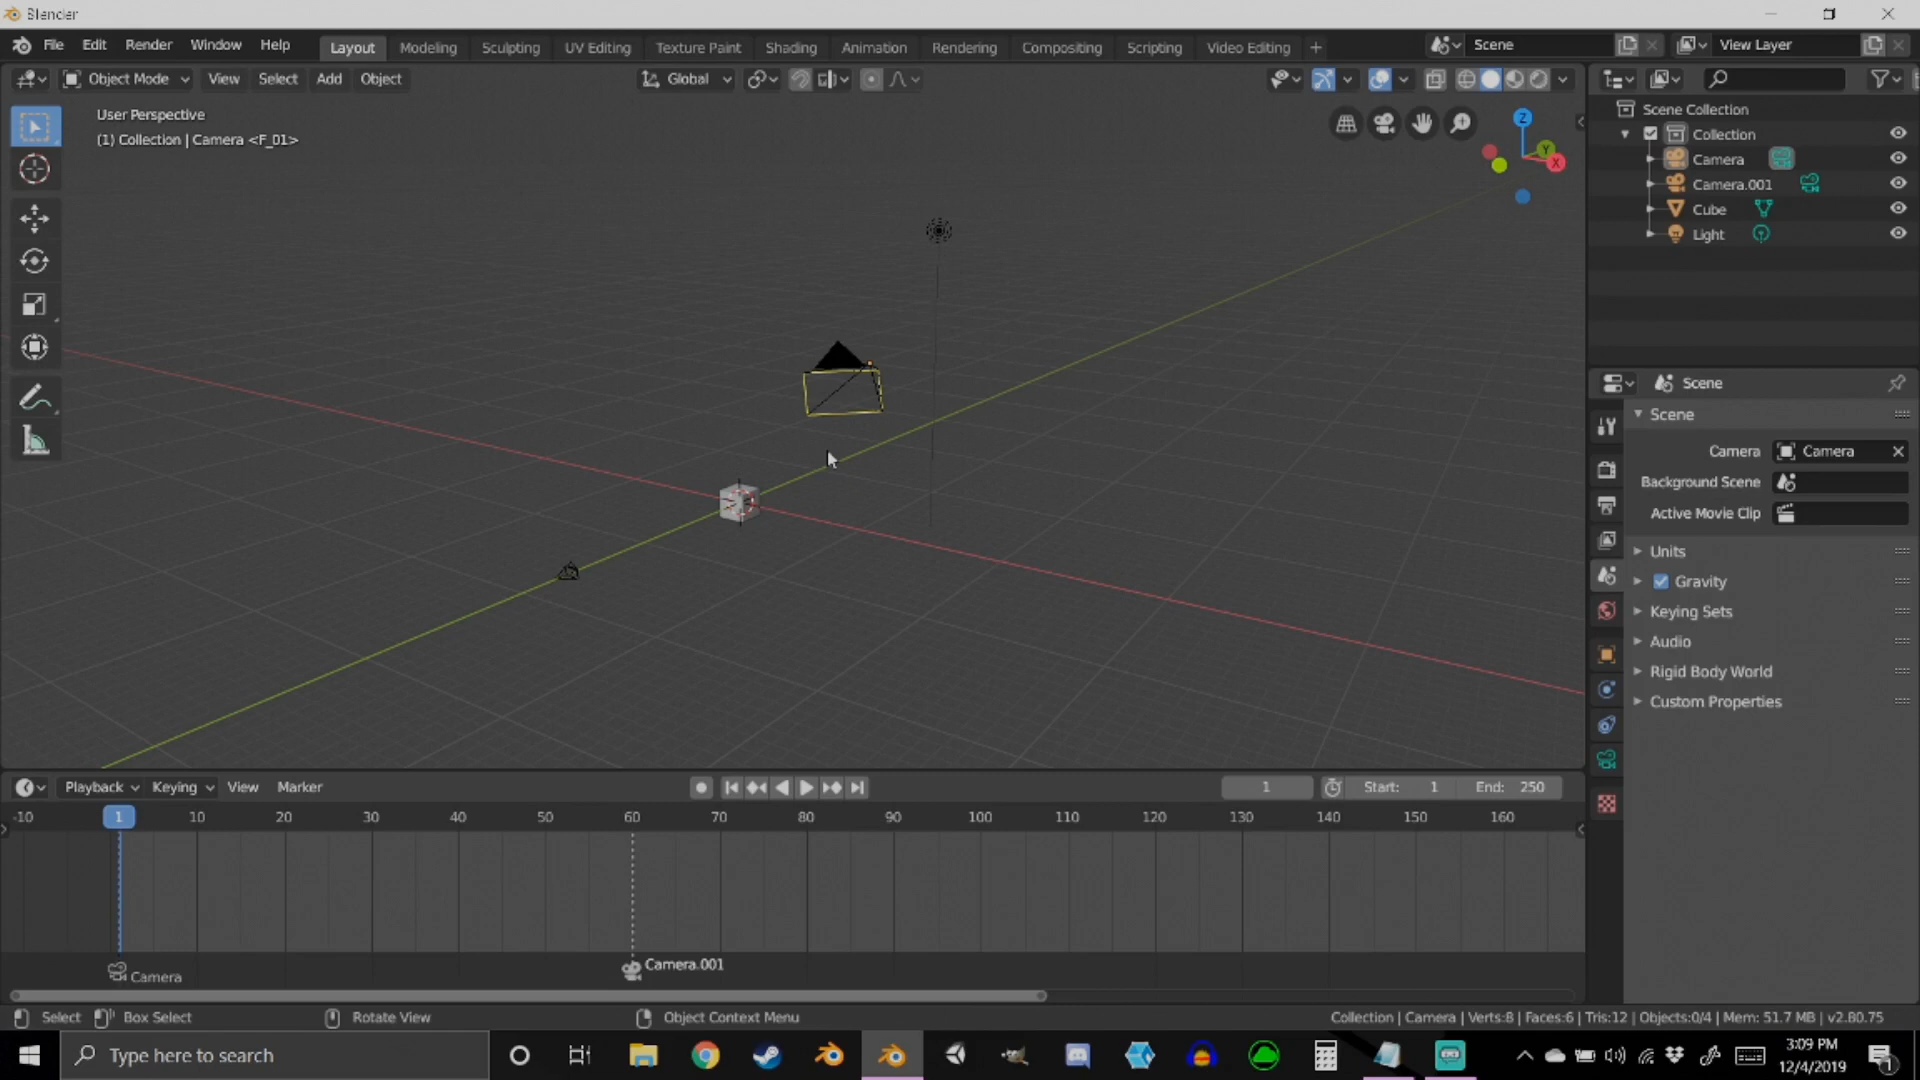 Blender
File Edit Render Window Help Layout Modeling Sculpting UV Editing Texture Paint Shading Animation Rendering Compositing Scripting Video Editing + Scene View Layer
Object Mode View Select Add Object Global
User Perspective
(1) Collection | Camera <F_01>
Z
Y
X
Scene Collection
Collection
Camera
Camera.001
Cube
Light
Scene
Scene
Camera Camera
Background Scene
Active Movie Clip
Units
Gravity
Keying Sets
Audio
Rigid Body World
Custom Properties
Playback Keying View Marker 1 Start: 1 End: 250
-10 1 10 20 30 40 50 60 70 80 90 100 110 120 130 140 150 160
Camera Camera.001
Select Box Select Rotate View Object Context Menu Collection | Camera | Verts:8 | Faces:6 | Tris:12 | Objects:0/4 | Mem: 51.7 MB | v2.80.75
Type here to search
3:09 PM
12/4/2019
1